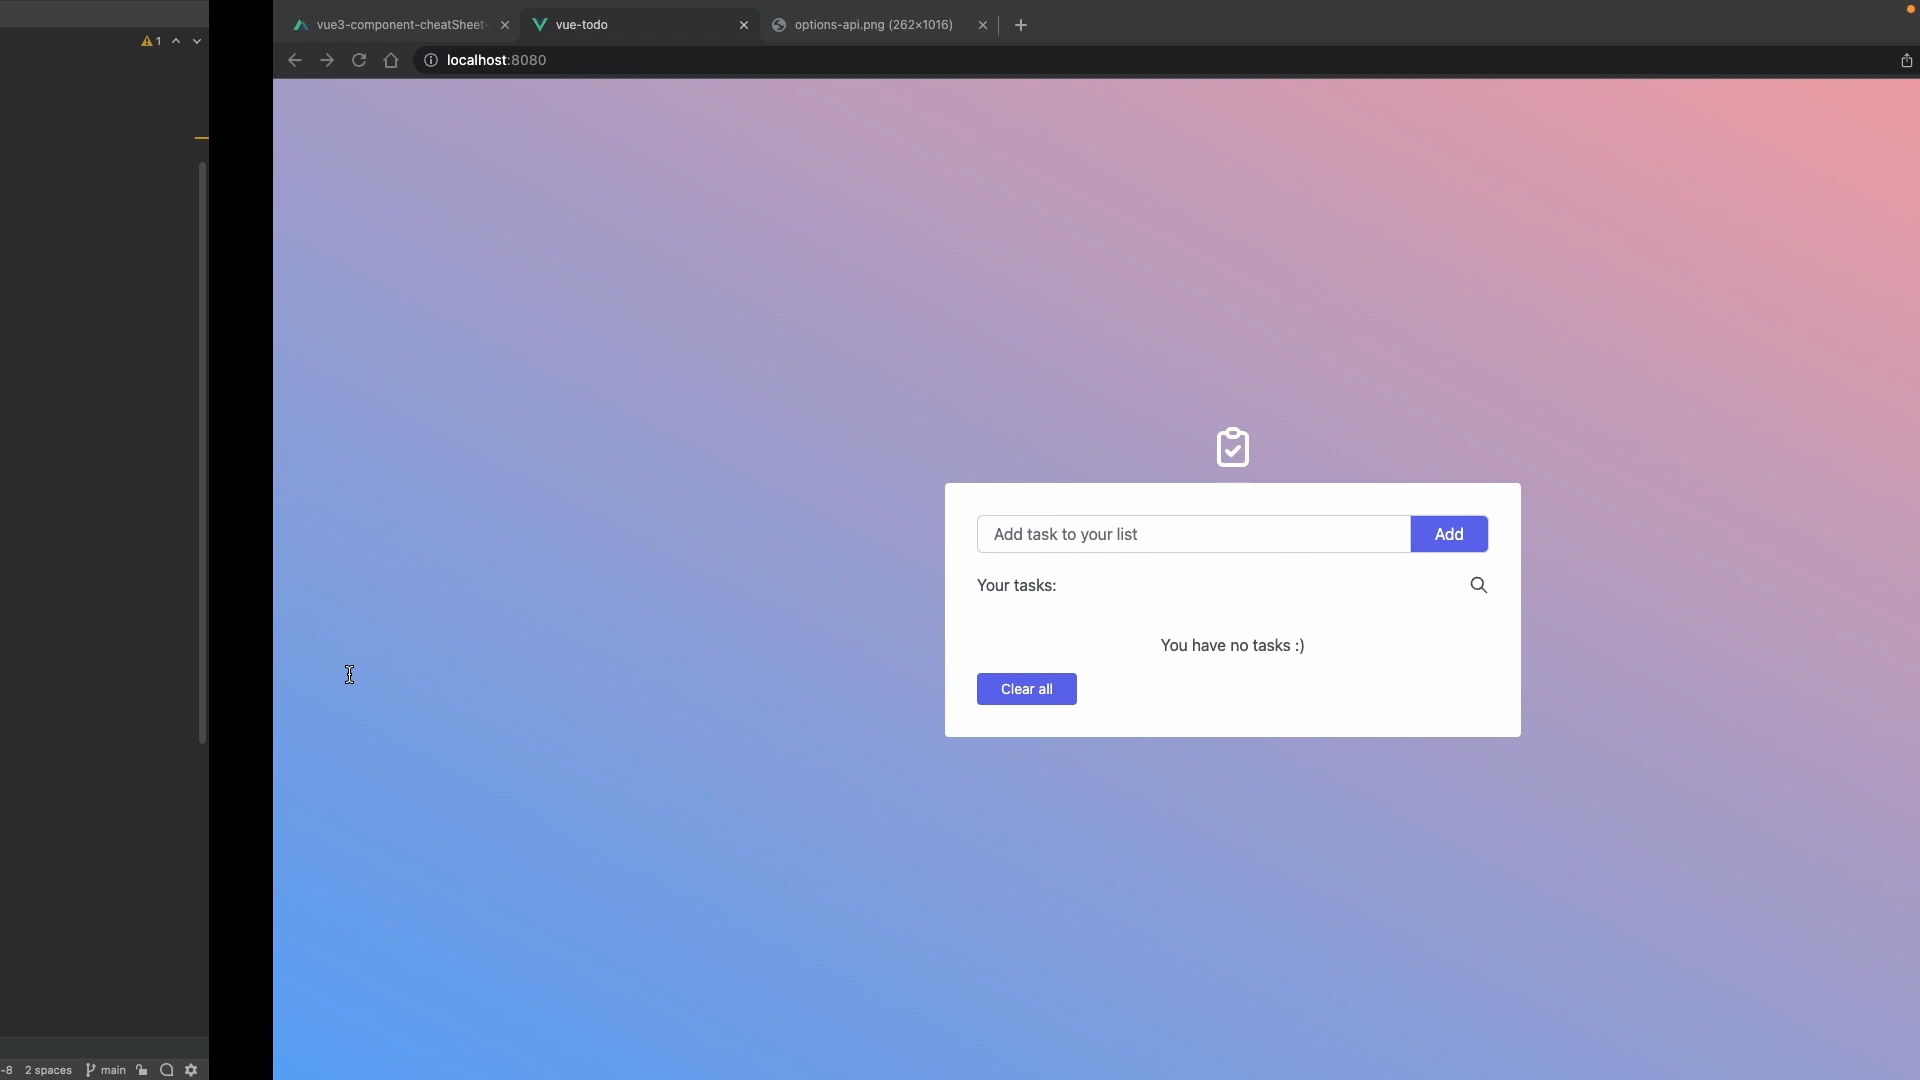 1
vue3-component-cheatSheet-
vue-todo
options-api.png (262×1016)
localhost:8080
Add task to your list
Add
Your tasks:
You have no tasks :)
Clear all
-8
2 spaces
main